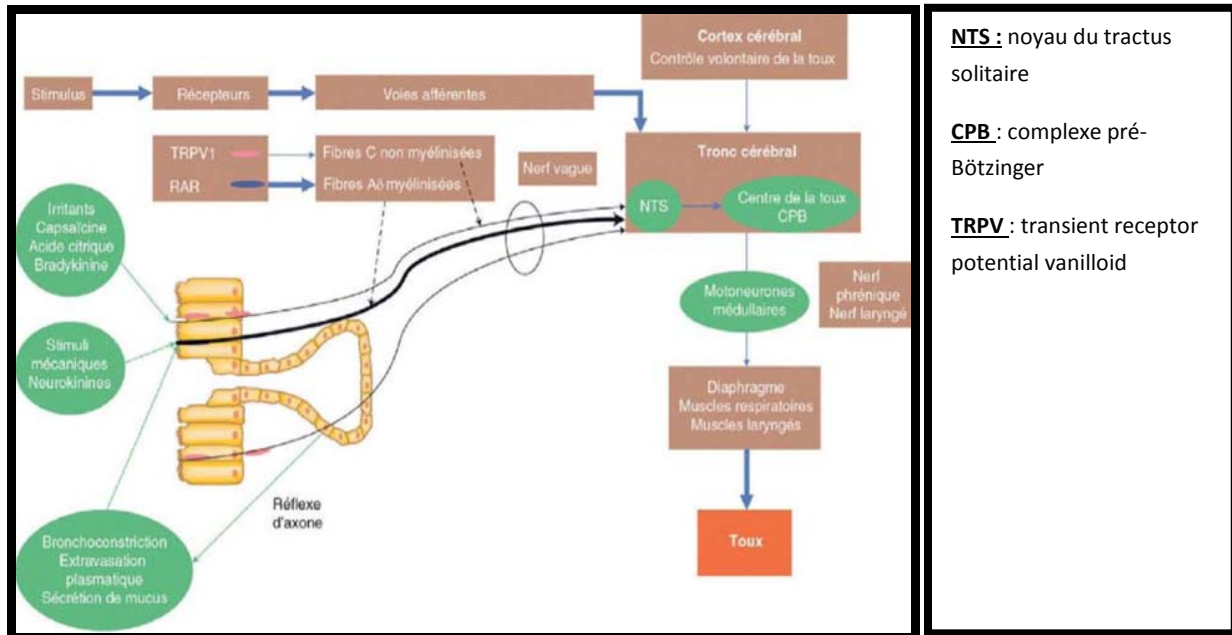 Cortex cérébral
Contrôle volontaire de la toux
Stimulus
Récepteurs
Voies afférentes
TRPV1
Fibres C non myélinisées
RAR
Fibres Aδ myélinisées
Nerf vague
Tronc cérébral
NTS
Centre de la toux
CPB
Irritants
Capsaïcine
Acide citrique
Bradykinine
Stimuli
mécaniques
Neurokinines
Motoneurones
médullaires
Nerf
phrénique
Nerf laryngé
Diaphragme
Muscles respiratoires
Muscles laryngés
Réflexe
d'axone
Bronchoconstriction
Extravasation
plasmatique
Sécrétion de mucus
Toux
NTS : noyau du tractus
solitaire
CPB : complexe pré-
Bötzinger
TRPV : transient receptor
potential vanilloid